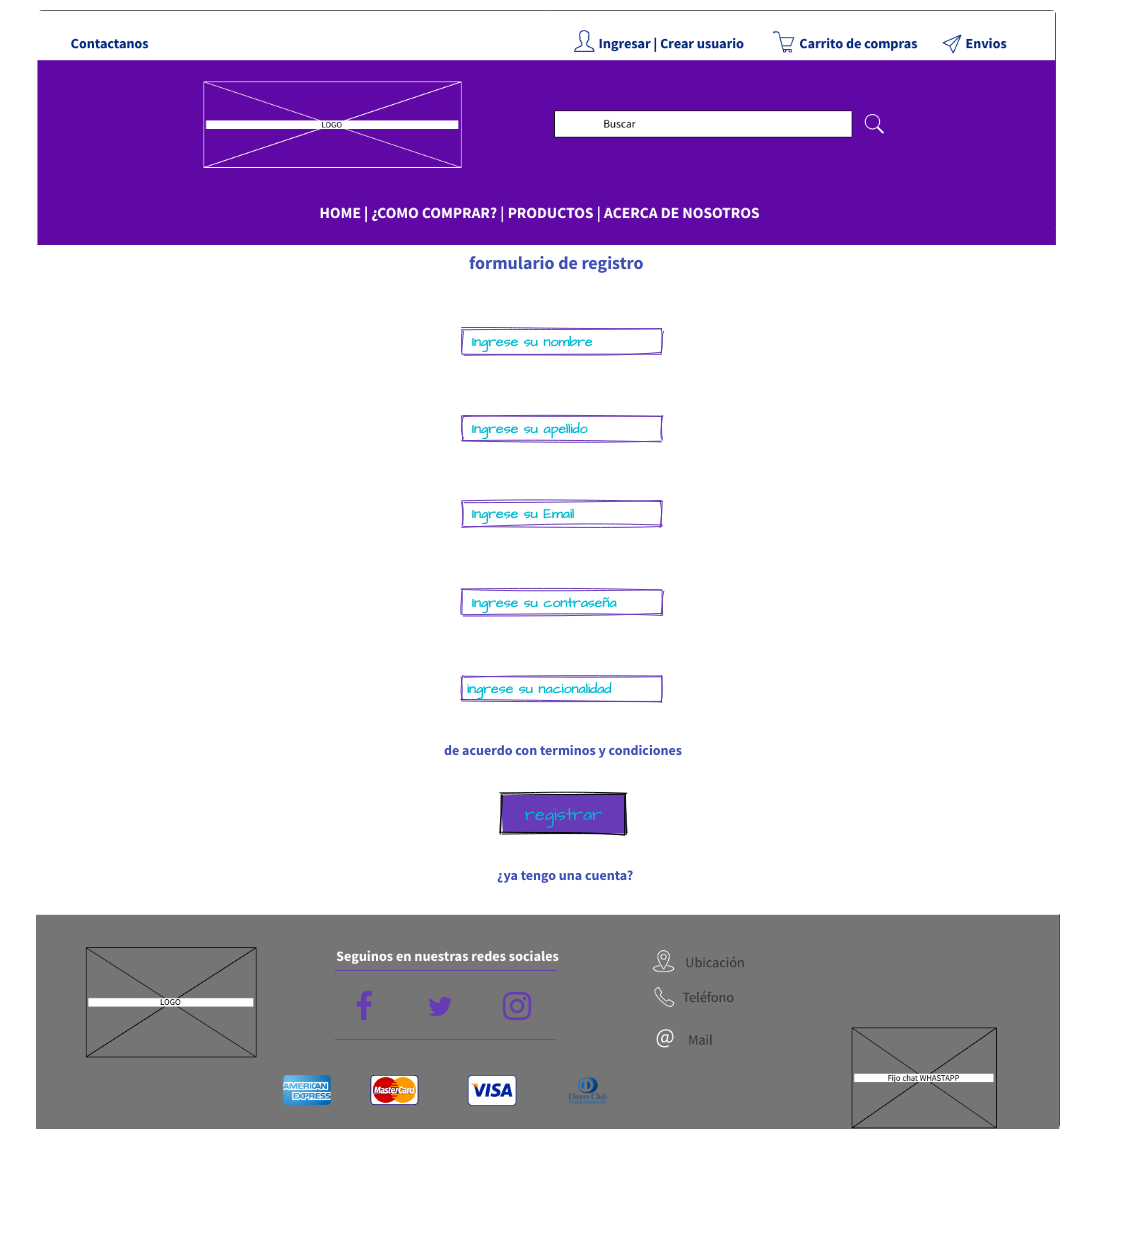 Contactanos
Ingresar | Crear usuario
Carrito de compras
Envios
LOGO
Buscar
HOME | ¿COMO COMPRAR? | PRODUCTOS | ACERCA DE NOSOTROS
formulario de registro
Ingrese su nombre
Ingrese su apellido
Ingrese su Email
Ingrese su contraseña
ingrese su nacionalidad
de acuerdo con terminos y condiciones
registrar
¿ya tengo una cuenta?
LOGO
Seguinos en nuestras redes sociales
Ubicación
Teléfono
@ Mail
AMERICAN
EXPRESS
MasterCard
VISA
Diners Club
Fijo chat WHASTAPP